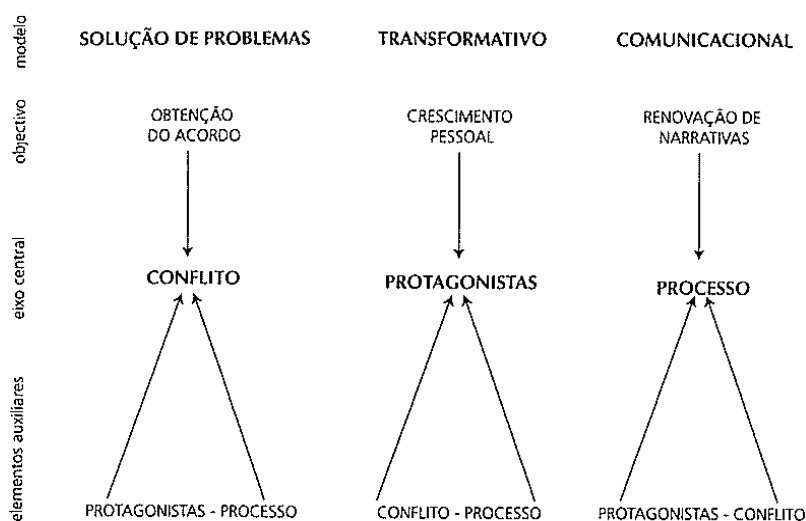 modelo
SOLUÇÃO DE PROBLEMAS
TRANSFORMATIVO
COMUNICACIONAL
objectivo
OBTENÇÃO
DO ACORDO
CRESCIMENTO
PESSOAL
RENOVAÇÃO DE
NARRATIVAS
eixo central
CONFLITO
PROTAGONISTAS
PROCESSO
elementos auxiliares
PROTAGONISTAS - PROCESSO
CONFLITO - PROCESSO
PROTAGONISTAS - CONFLITO